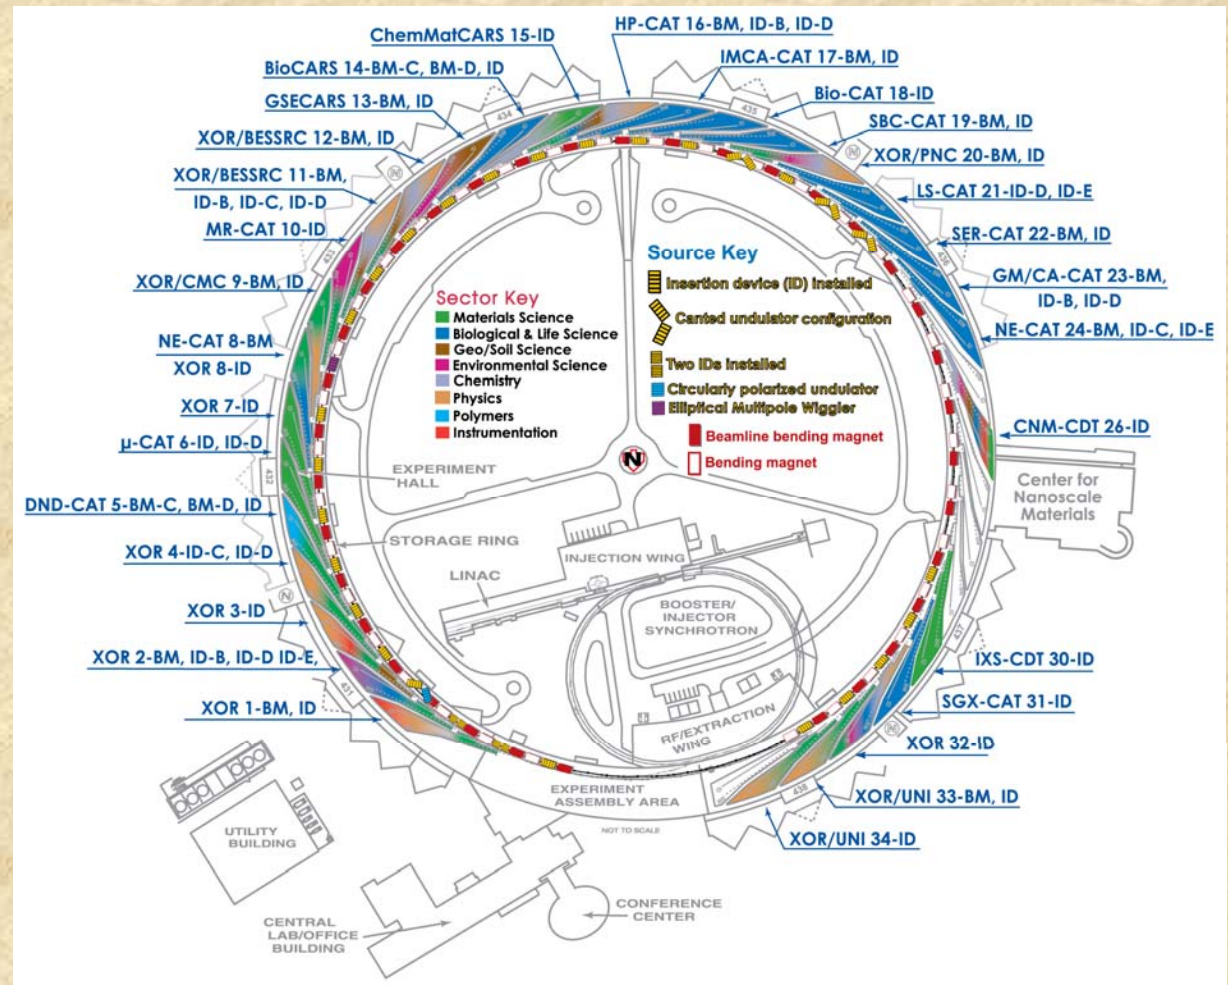 HP-CAT 16-BM, ID-B, ID-D
ChemMatCARS 15-ID
IMCA-CAT 17-BM, ID
BioCARS 14-BM-C, BM-D, ID
Bio-CAT 18-ID
GSECARS 13-BM, ID
SBC-CAT 19-BM, ID
XOR/BESSRC 12-BM, ID
XOR/PNC 20-BM, ID
XOR/BESSRC 11-BM,
ID-B, ID-C, ID-D
LS-CAT 21-ID-D, ID-E
MR-CAT 10-ID
SER-CAT 22-BM, ID
XOR/CMC 9-BM, ID
GM/CA-CAT 23-BM,
ID-B, ID-D
NE-CAT 8-BM
XOR 8-ID
NE-CAT 24-BM, ID-C, ID-E
XOR 7-ID
µ-CAT 6-ID, ID-D
CNM-CDT 26-ID
DND-CAT 5-BM-C, BM-D, ID
XOR 4-ID-C, ID-D
XOR 3-ID
XOR 2-BM, ID-B, ID-D ID-E,
XOR 1-BM, ID
IXS-CDT 30-ID
SGX-CAT 31-ID
XOR 32-ID
XOR/UNI 33-BM, ID
XOR/UNI 34-ID
434
435
433
436
432
437
431
438
N
N
N
N
N
Sector Key
Materials Science
Biological & Life Science
Geo/Soil Science
Environmental Science
Chemistry
Physics
Polymers
Instrumentation
Source Key
Insertion device (ID) installed
Canted undulator configuration
Two IDs installed
Circularly polarized undulator
Elliptical Multipole Wiggler
Beamline bending magnet
Bending magnet
EXPERIMENT
HALL
STORAGE RING
LINAC
INJECTION WING
BOOSTER/
INJECTOR
SYNCHROTRON
RF/EXTRACTION
WING
Center for
Nanoscale
Materials
EXPERIMENT
ASSEMBLY AREA
NOT TO SCALE
UTILITY
BUILDING
CENTRAL
LAB/OFFICE
BUILDING
CONFERENCE
CENTER